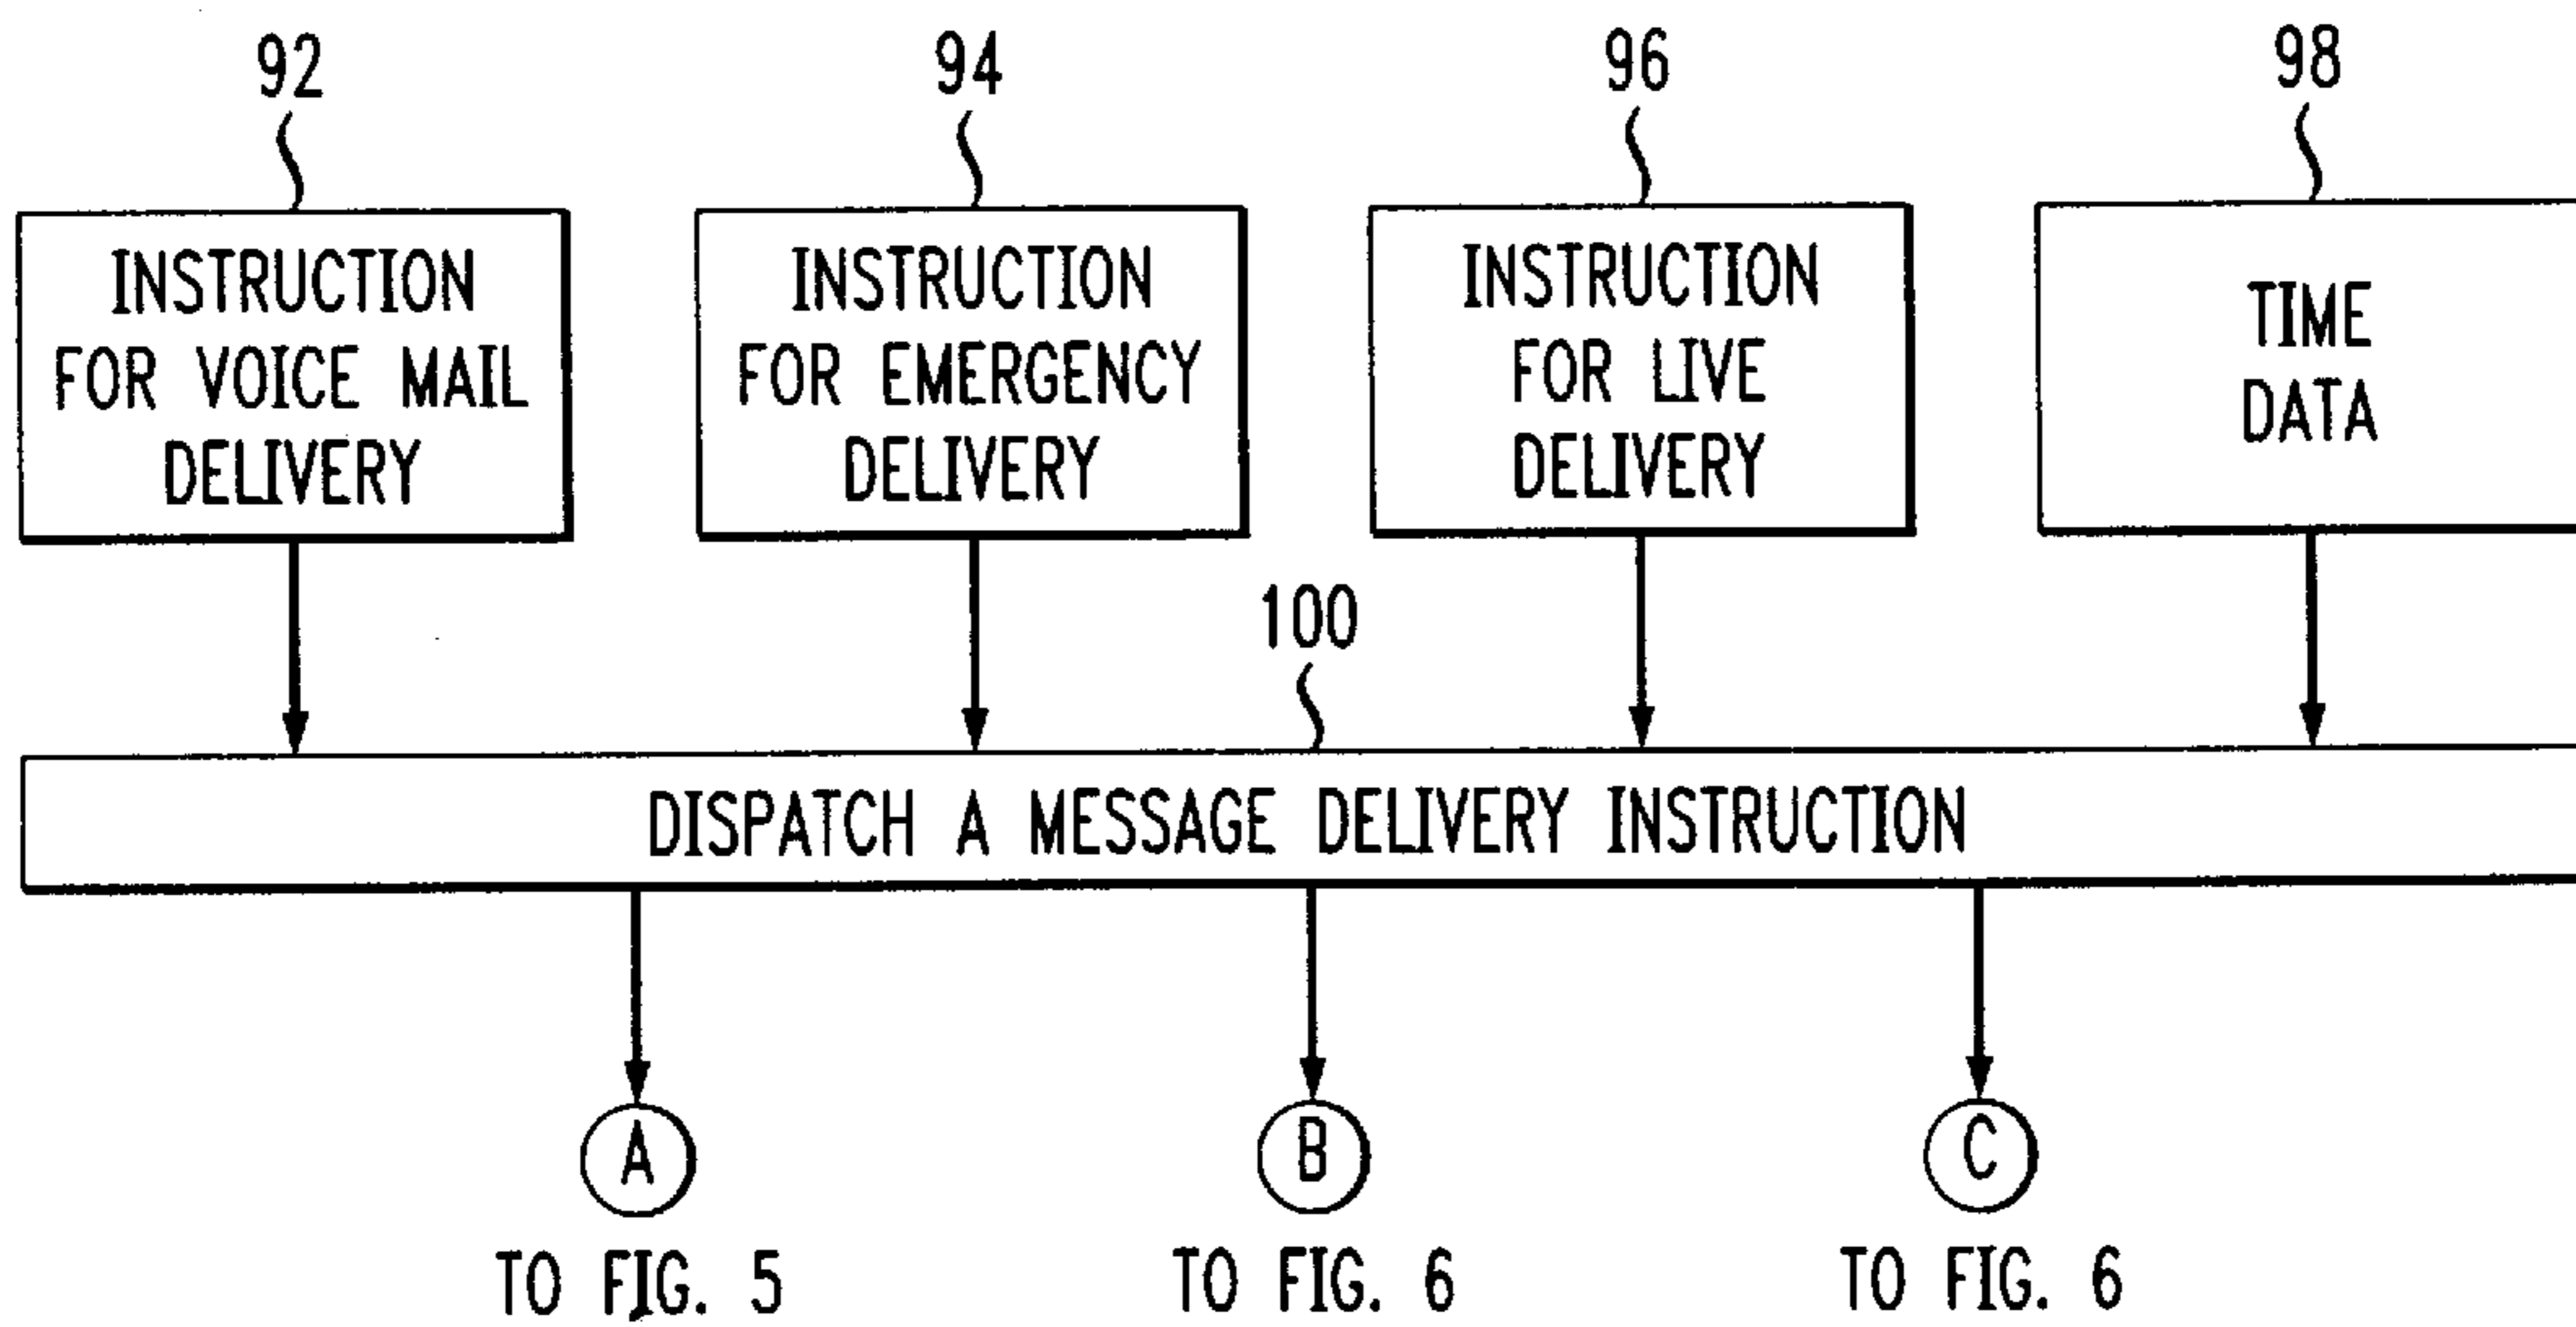 92
94
96
98
INSTRUCTION
FOR VOICE MAIL
DELIVERY
INSTRUCTION
FOR EMERGENCY
DELIVERY
INSTRUCTION
FOR LIVE
DELIVERY
TIME
DATA
100
DISPATCH A MESSAGE DELIVERY INSTRUCTION
A
B
C
TO FIG. 5
TO FIG. 6
TO FIG. 6